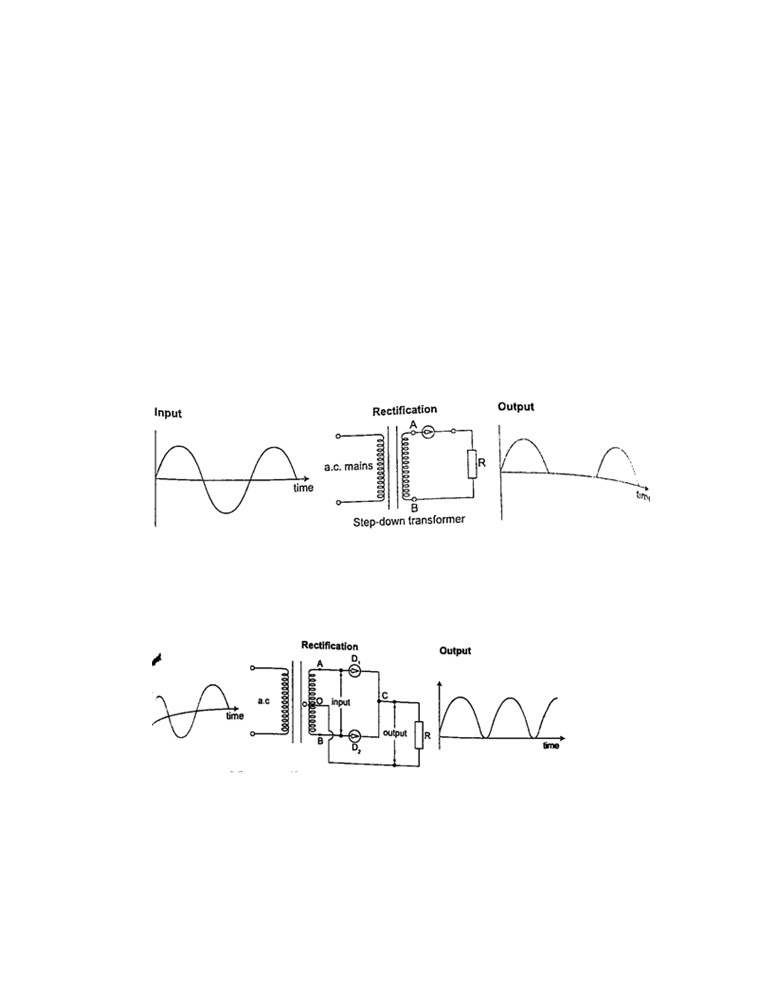 Input
Rectification
Output
A
a.c. mains
R
time
B
Step-down transformer
Rectification
Output
D₁
A
C
a.c
O
input
time
output
R
B
D₂
time